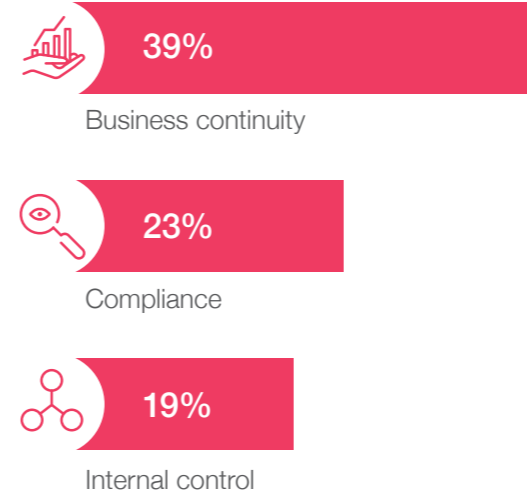 39%
Business continuity
23%
Compliance
19%
Internal control